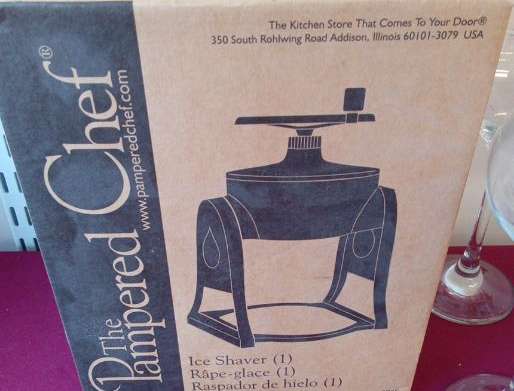 The Kitchen Store That Comes To Your Door®
350 South Rohlwing Road Addison, Illinois 60101-3079 USA
The
Pampered Chef®
www.pamperedchef.com
Ice Shaver (1)
Râpe-glace (1)
Raspador de hielo (1)